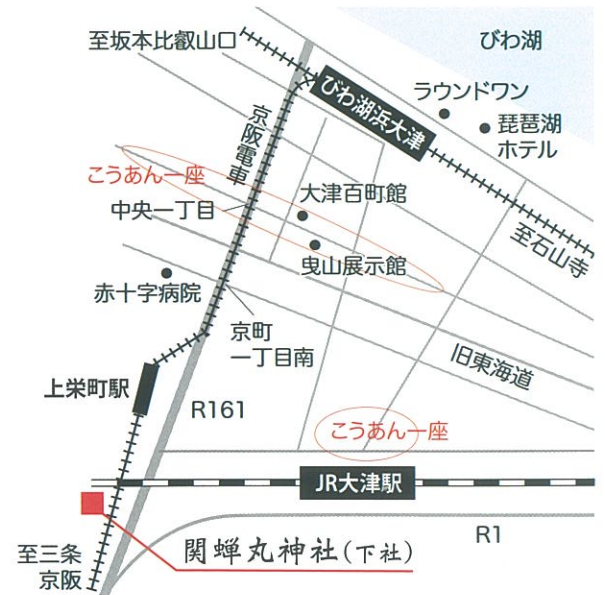 至坂本比叡山口
びわ湖
びわ湖浜大津
ラウンドワン
琵琶湖
ホテル
京阪電車
こうあん一座
大津百町館
中央一丁目
曳山展示館
至石山寺
赤十字病院
京町
一丁目南
旧東海道
上栄町駅
R161
こうあん一座
JR大津駅
R1
関蝉丸神社(下社)
至三条
京阪